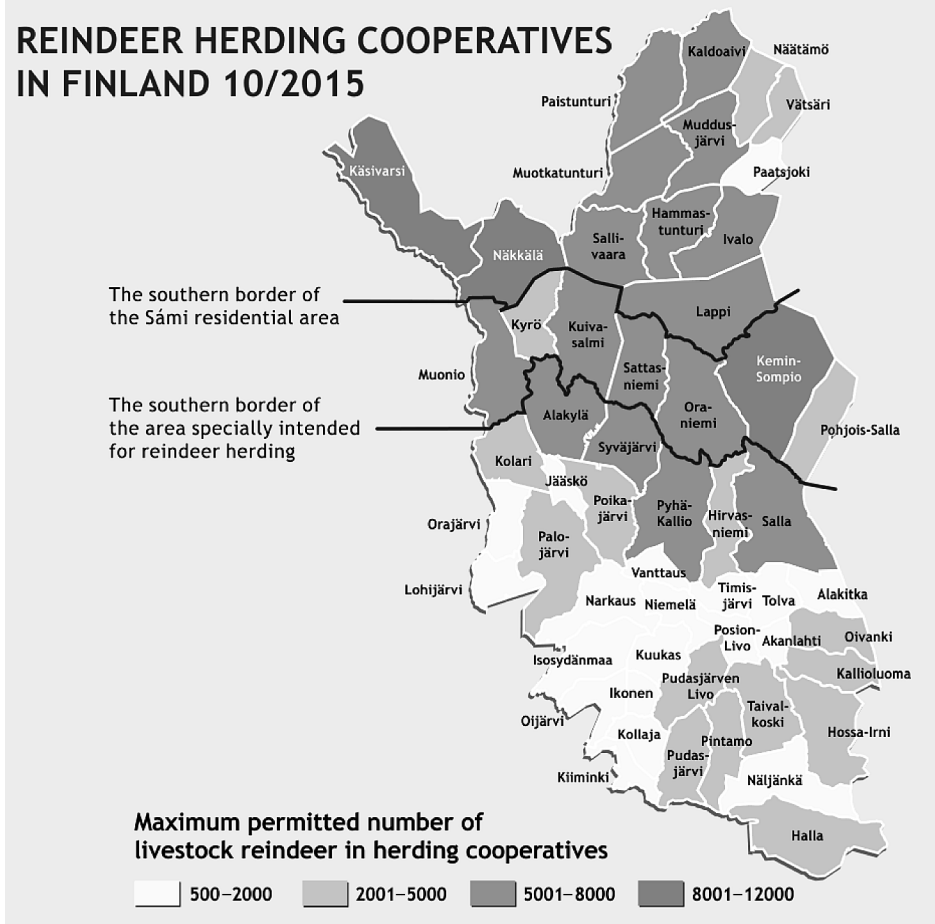 REINDEER HERDING COOPERATIVES
IN FINLAND 10/2015
Kaldoaivi
Näätämö
Paistunturi
Vätsäri
Muddus-
järvi
Käsivarsi
Muotkatunturi
Paatsjoki
Hammas-
tunturi
Salli-
vaara
Ivalo
Näkkälä
The southern border of
the Sámi residential area
Lappi
Kyrö
Kuiva-
salmi
Muonio
Sattas-
niemi
Kemin-
Sompio
The southern border of
the area specially intended
for reindeer herding
Alakylä
Ora-
niemi
Pohjois-Salla
Syväjärvi
Kolari
Jääskö
Poika-
järvi
Pyhä-
Kallio
Hirvas-
niemi
Salla
Orajärvi
Palo-
järvi
Vanttaus
Lohijärvi
Narkaus
Niemelä
Timis-
järvi
Tolva
Alakitka
Posion-
Livo
Akanlahti
Oivanki
Isosydänmaa
Kuukas
Kallioluoma
Pudasjärven
Livo
Ikonen
Oijärvi
Taival-
koski
Hossa-Irni
Kollaja
Pintamo
Pudas-
järvi
Kiiminki
Näljänkä
Halla
Maximum permitted number of
livestock reindeer in herding cooperatives
500–2000
2001–5000
5001–8000
8001–12000